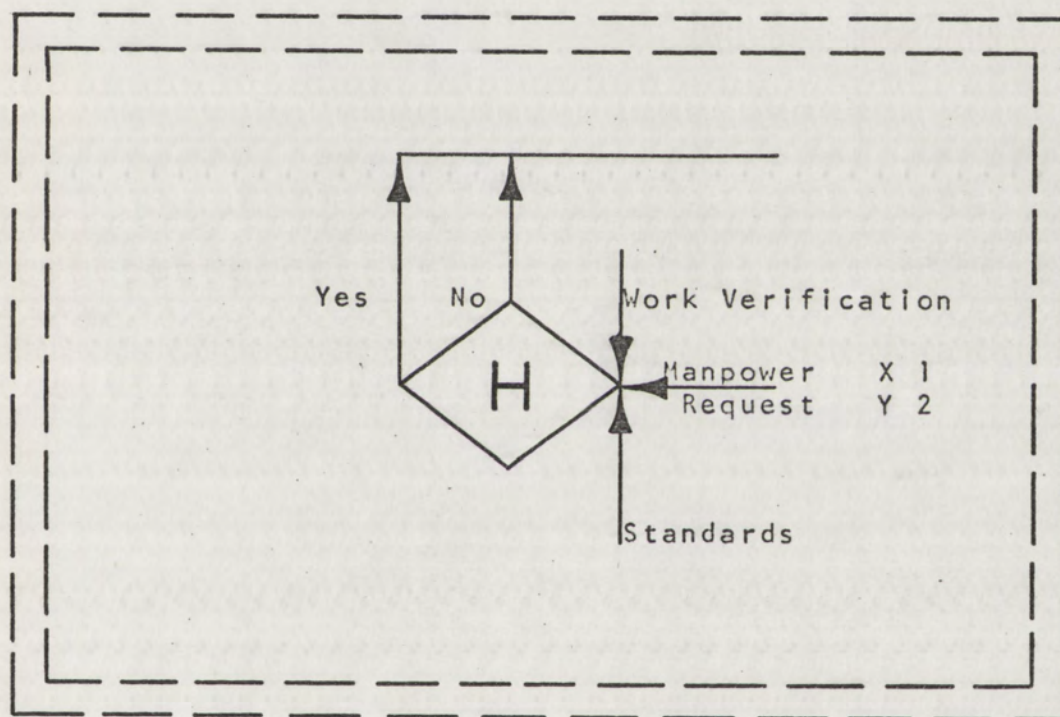 Yes
No
Work Verification
Manpower X 1
H
Request Y 2
Standards